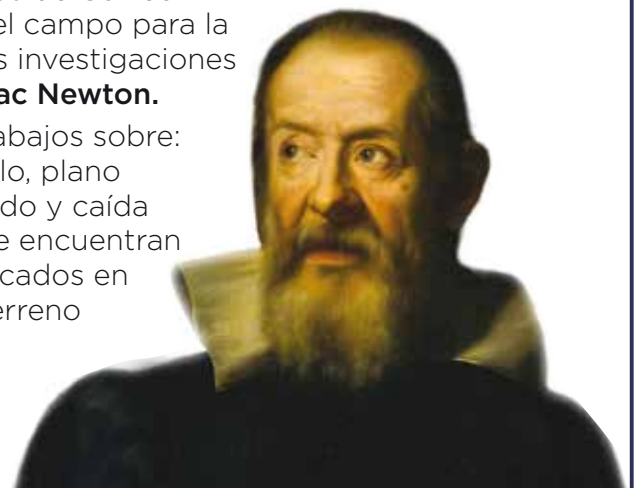 el campo para la
s investigaciones
ac Newton.
abajos sobre:
lo, plano
do y caída
e encuentran
cados en
erreno